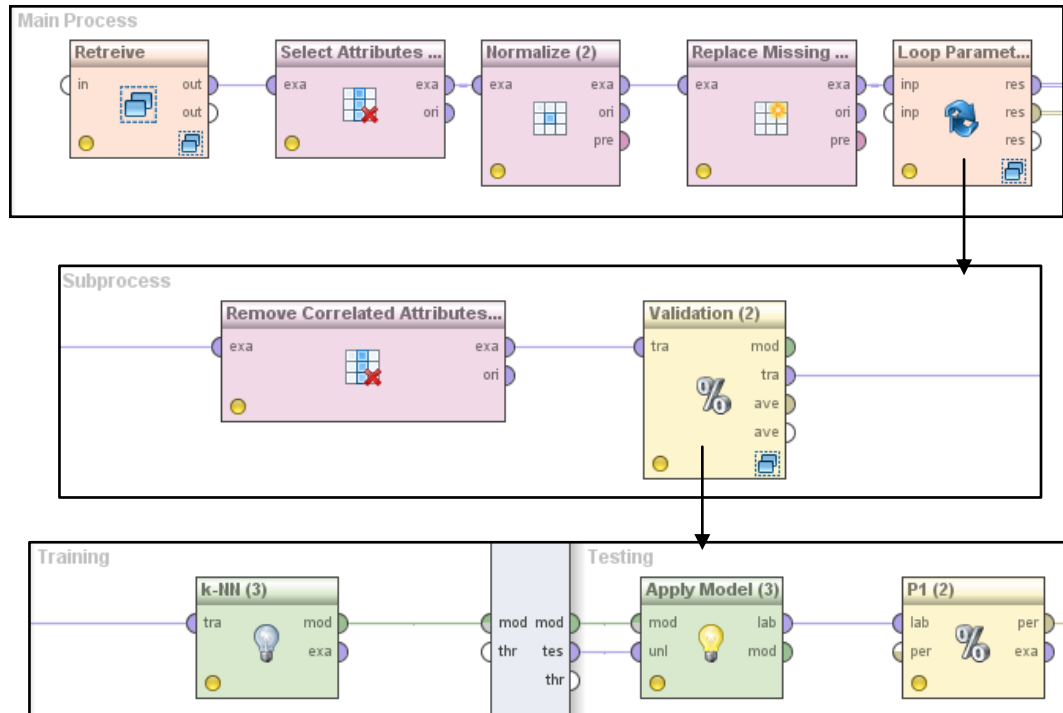 Main Process
Retreive
Select Attributes ...
Normalize (2)
Replace Missing ...
Loop Paramet...
in out
exa exa
exa exa
exa exa
inp res
out
ori
ori
ori
inp res
pre
pre
res
Subprocess
Remove Correlated Attributes...
Validation (2)
exa exa
tra mod
ori
tra
ave
ave
Training
Testing
k-NN (3)
Apply Model (3)
P1 (2)
tra mod
mod mod
mod lab
lab per
exa
thr tes
unl mod
per exa
thr